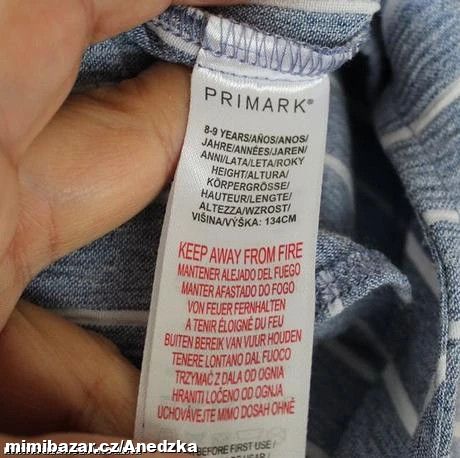 PRIMARK®
8-9 YEARS/AÑOS/ANOS/
JAHRE/ANNÉES/JAREN/
ANNI/LATA/LETA/ROKY
HEIGHT/ALTURA/
KÖRPERGRÖSSE/
HAUTEUR/LENGTE/
ALTEZZA/WZROST/
VIŠINA/VÝŠKA: 134CM
KEEP AWAY FROM FIRE
MANTENER ALEJADO DEL FUEGO
MANTER AFASTADO DO FOGO
VON FEUER FERNHALTEN
A TENIR ÉLOIGNÉ DU FEU
BUITEN BEREIK VAN VUUR HOUDEN
TENERE LONTANO DAL FUOCO
TRZYMAĆ Z DALA OD OGNIA
HRANITI LOČENO OD OGNJA
UCHOVÁVEJTE MIMO DOSAH OHNĚ
BEFORE FIRST USE /
mimibazar.cz/Anedzka